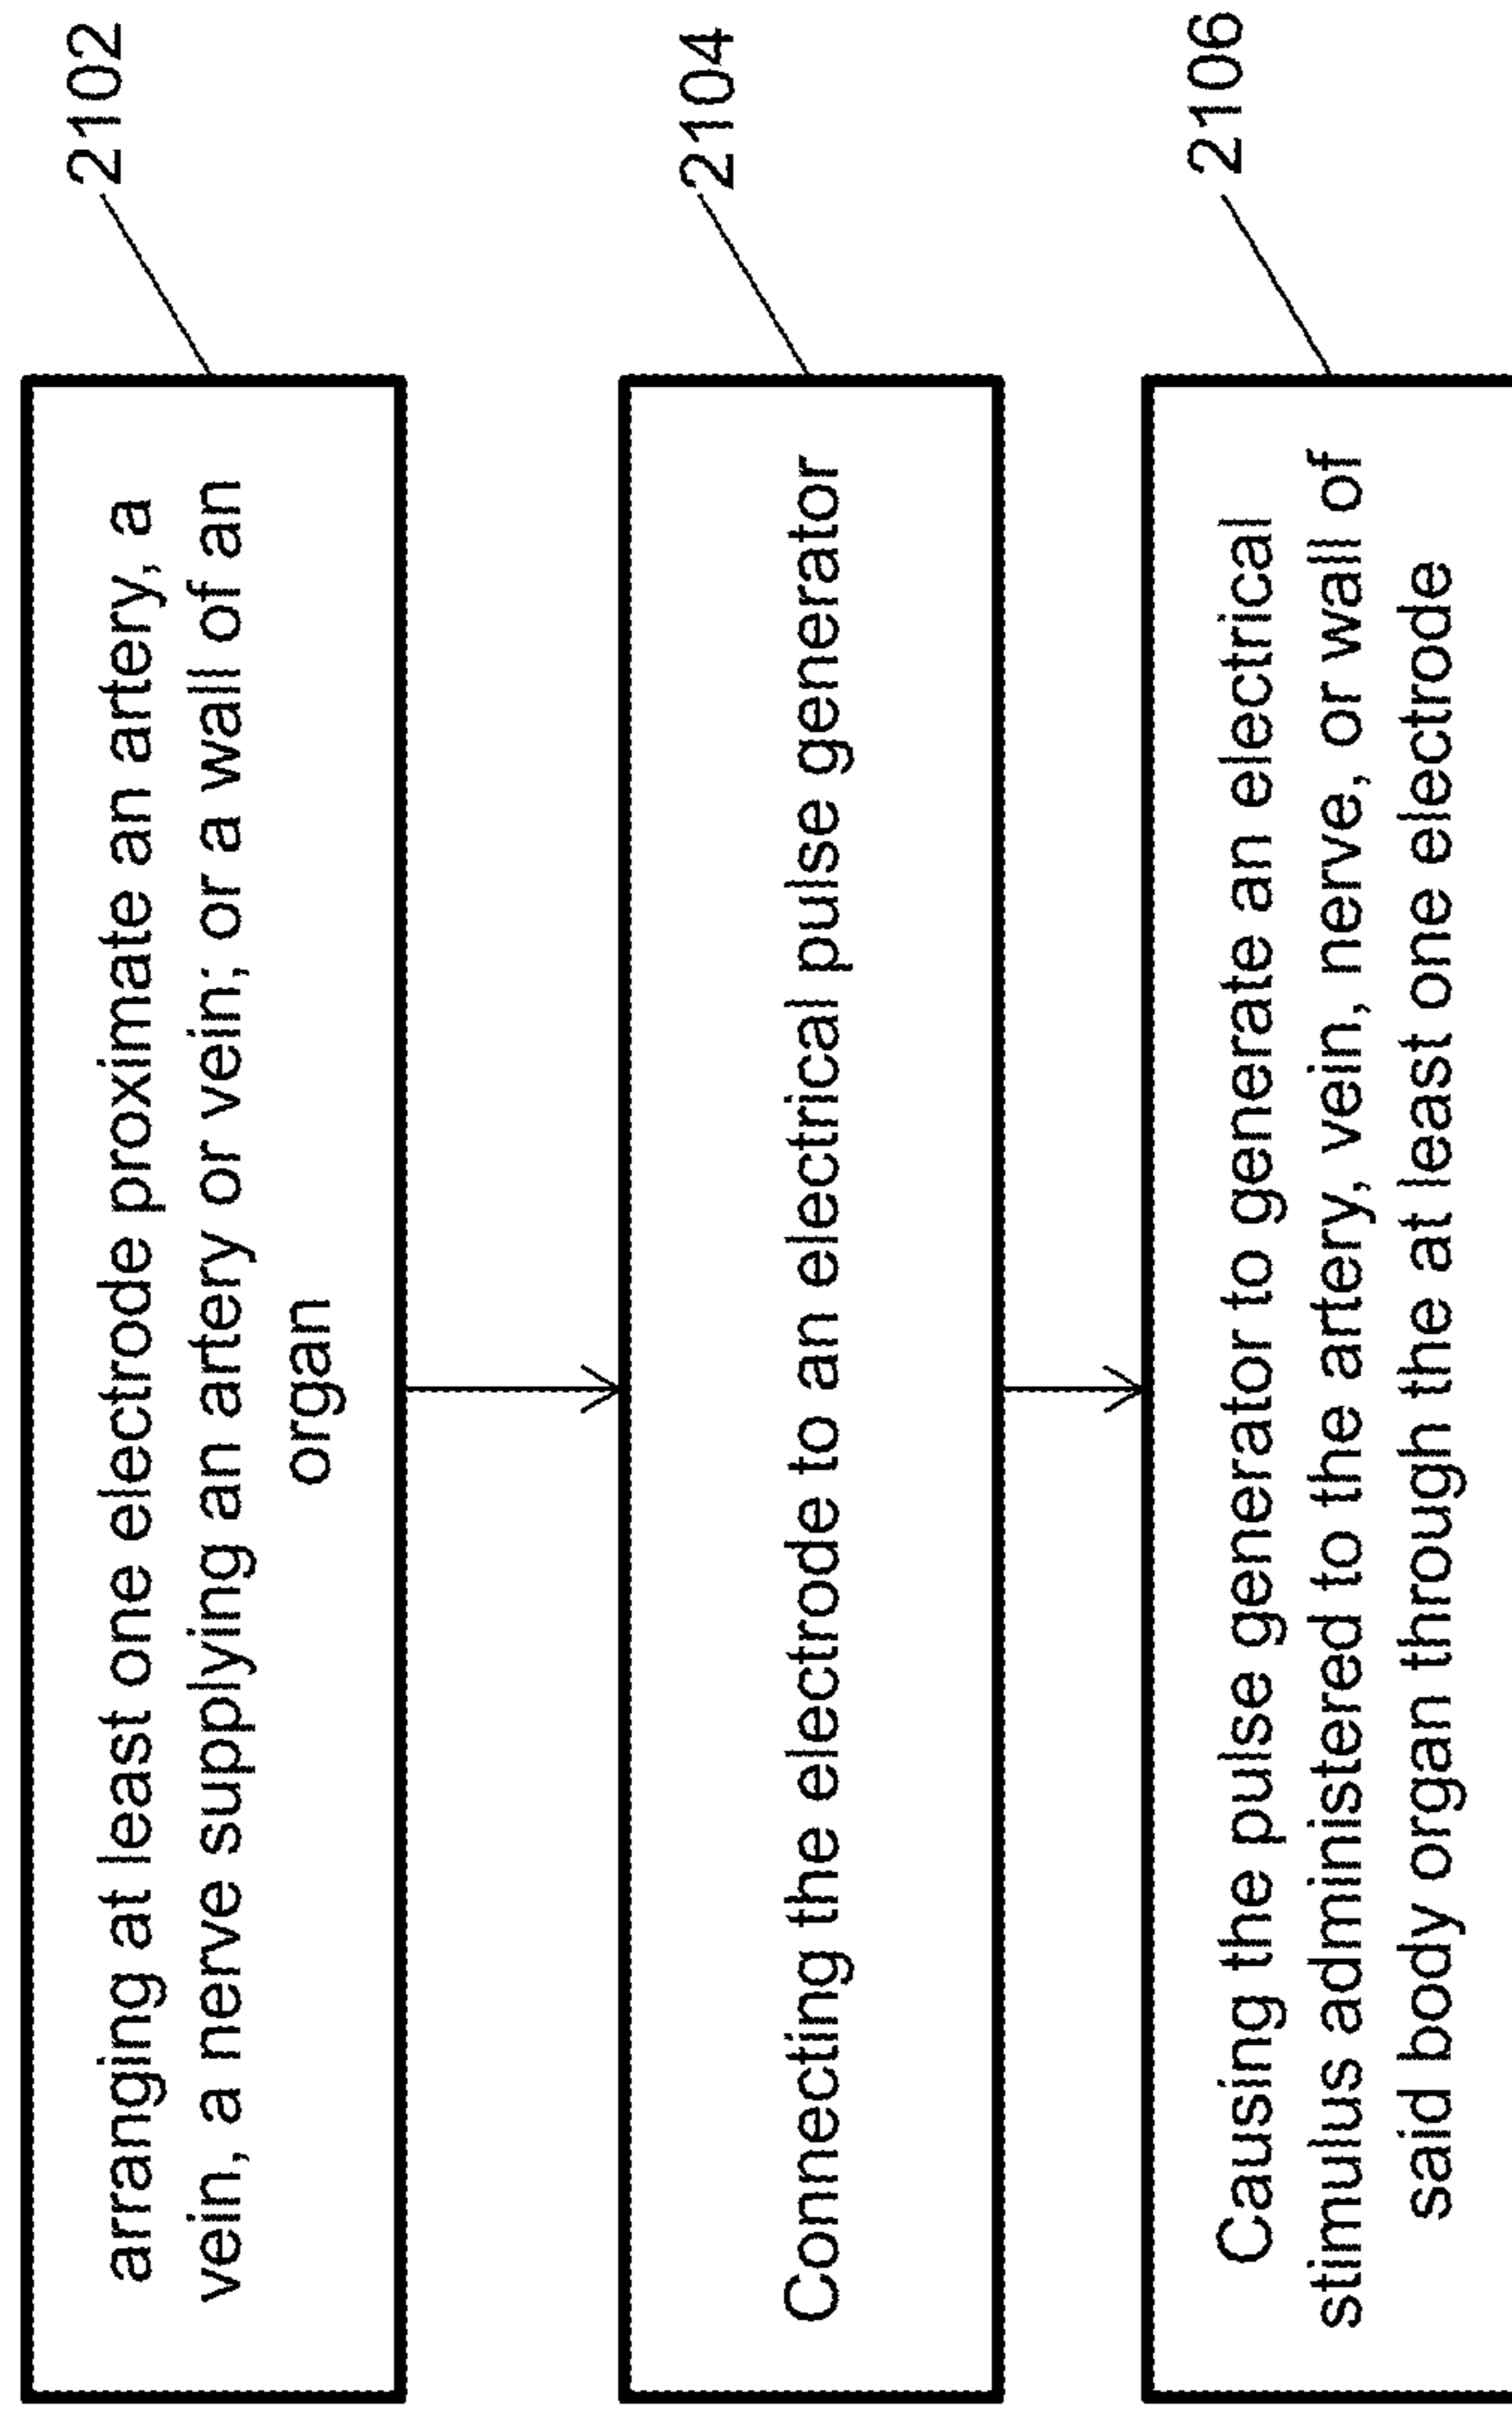 arranging at least one electrode proximate an artery, a
vein, a nerve supplying an artery or vein; or a wall of an
organ
2102
Connecting the electrode to an electrical pulse generator
2104
Causing the pulse generator to generate an electrical
stimulus administered to the artery, vein, nerve, or wall of
said body organ through the at least one electrode
2106